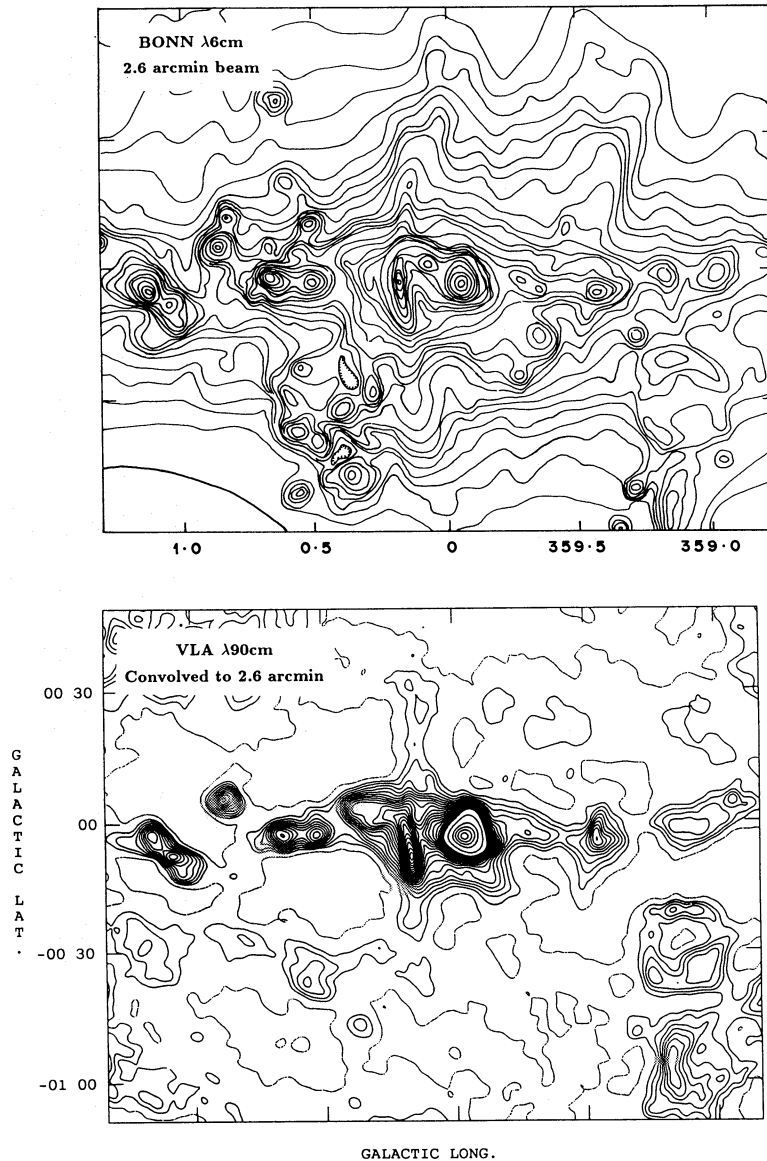 BONN λ6cm
2.6 arcmin beam
1·0 0·5 0 359·5 359·0
VLA λ90cm
Convolved to 2.6 arcmin
00 30
00
-00 30
-01 00
GALACTIC LAT.
GALACTIC LONG.